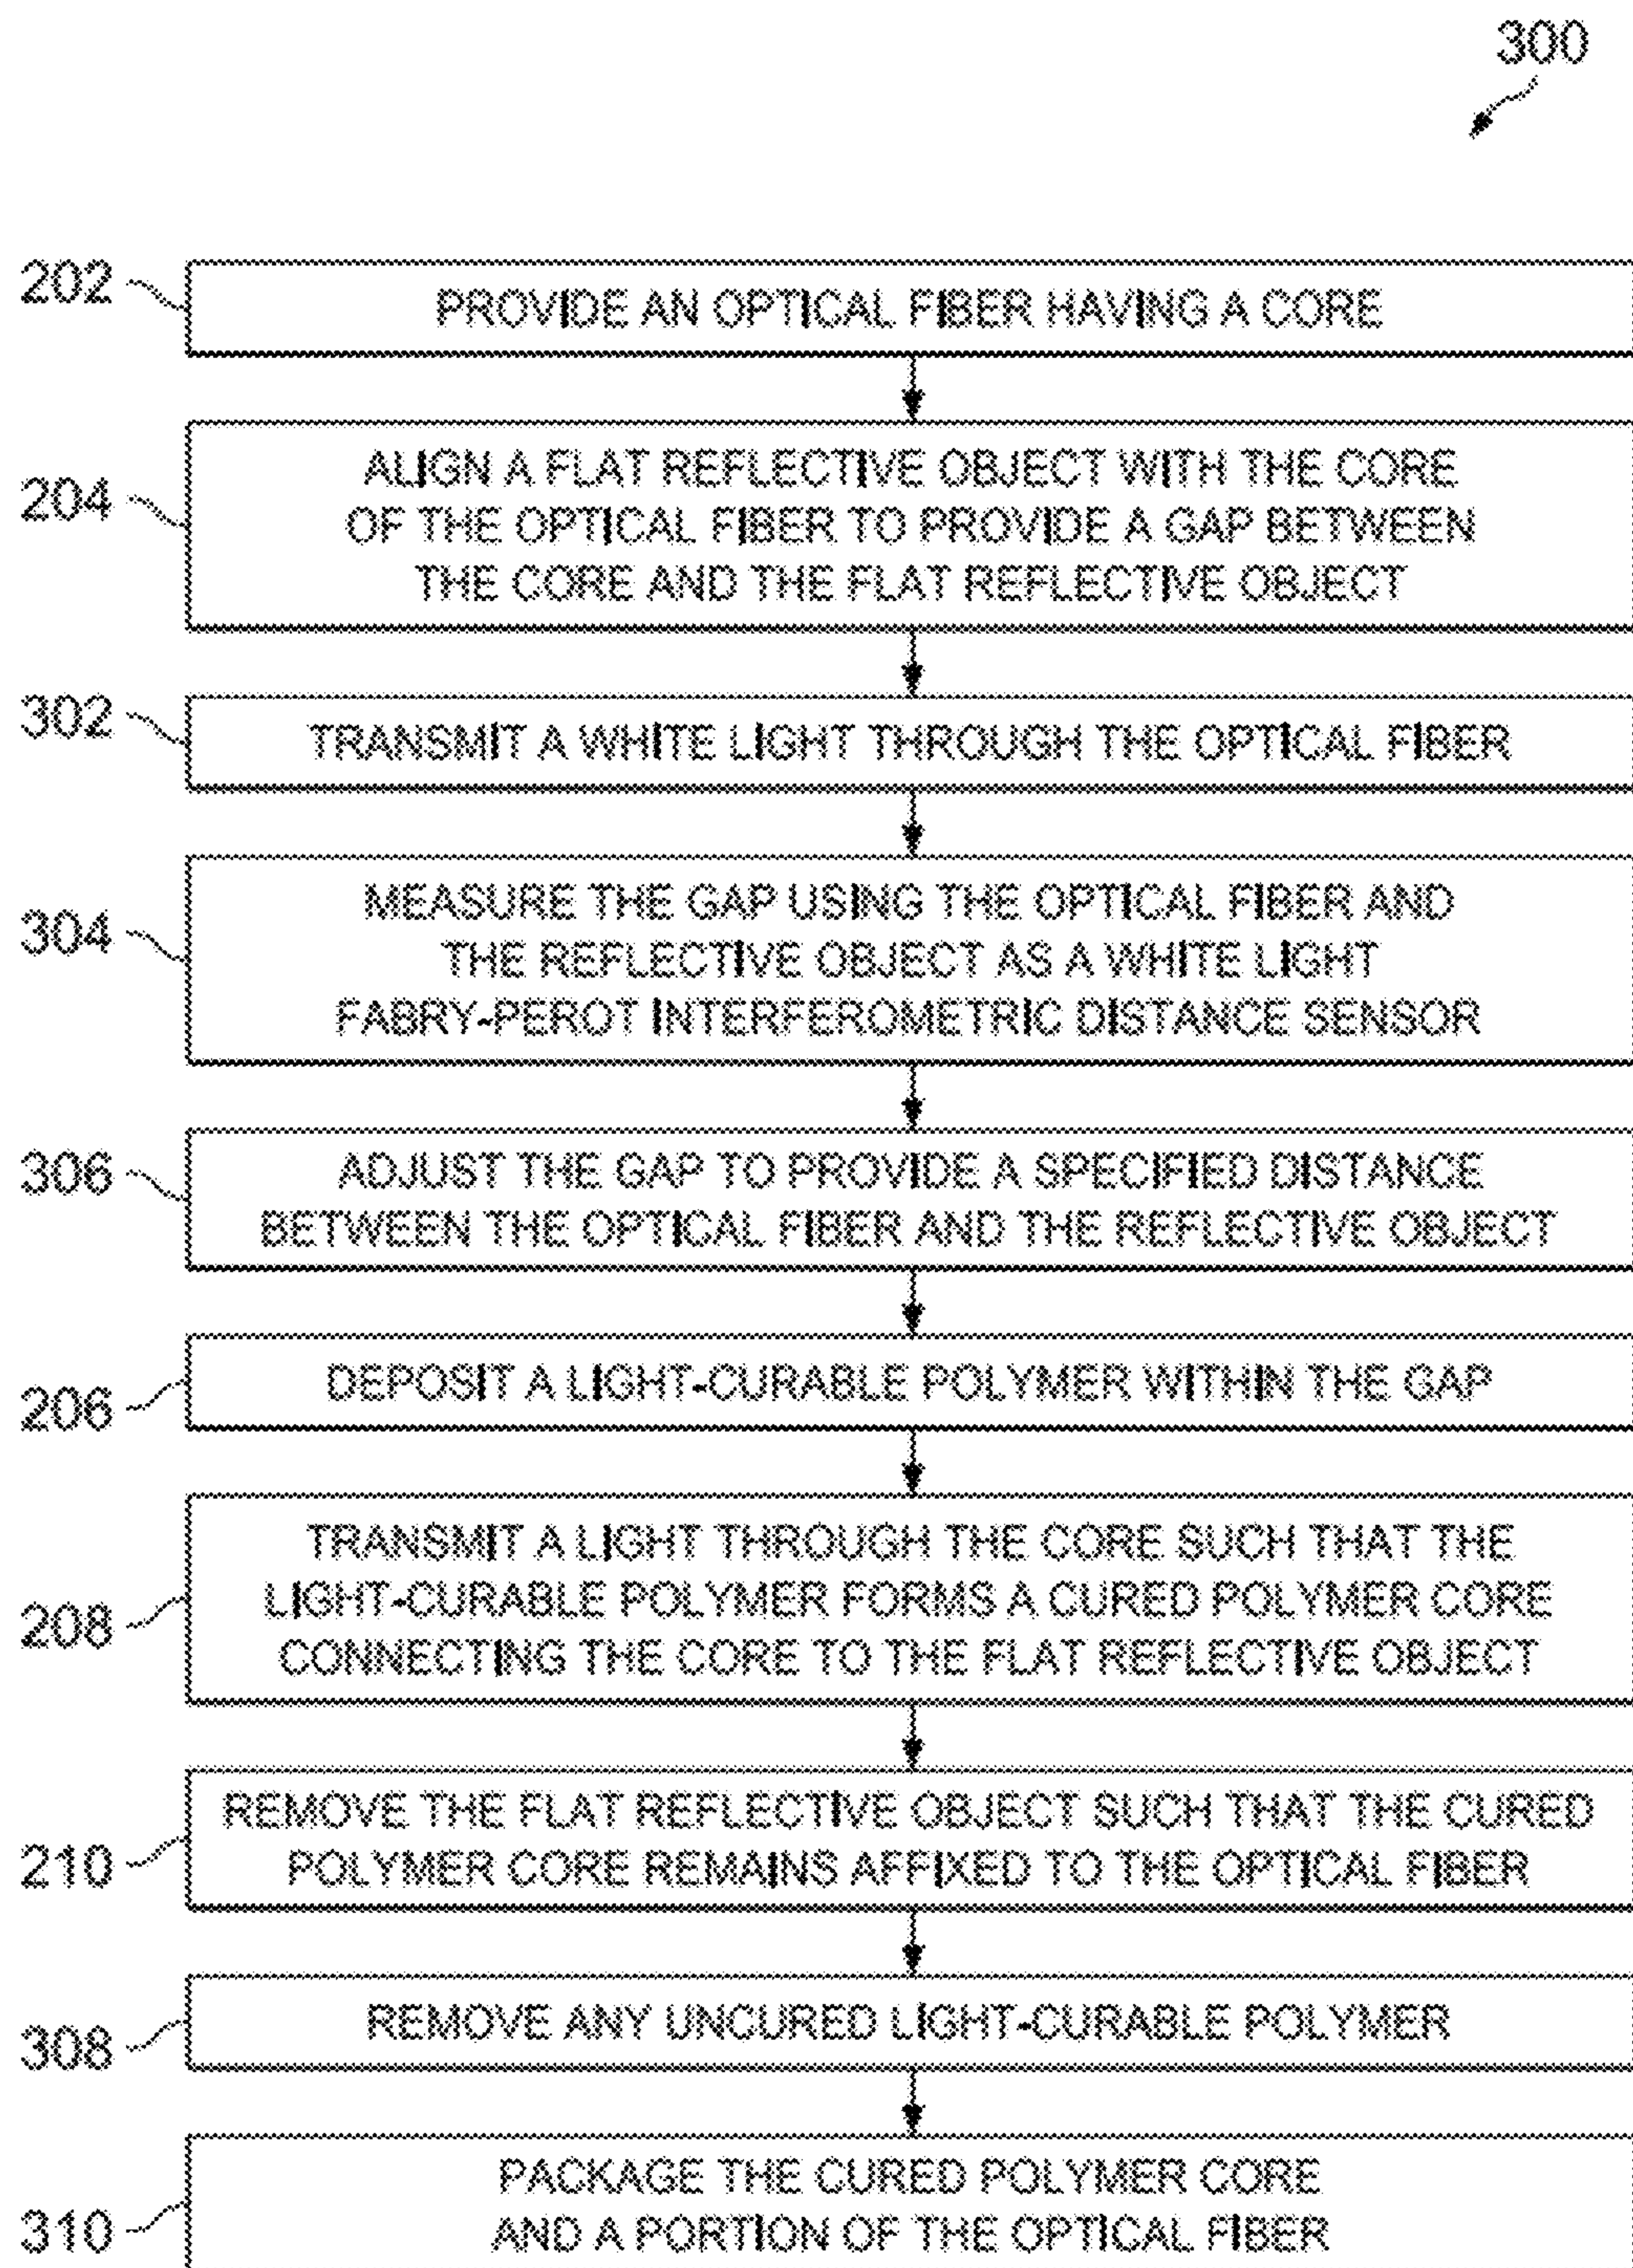 300
202
PROVIDE AN OPTICAL FIBER HAVING A CORE
204
ALIGN A FLAT REFLECTIVE OBJECT WITH THE CORE
OF THE OPTICAL FIBER TO PROVIDE A GAP BETWEEN
THE CORE AND THE FLAT REFLECTIVE OBJECT
302
TRANSMIT A WHITE LIGHT THROUGH THE OPTICAL FIBER
304
MEASURE THE GAP USING THE OPTICAL FIBER AND
THE REFLECTIVE OBJECT AS A WHITE LIGHT
FABRY-PEROT INTERFEROMETRIC DISTANCE SENSOR
306
ADJUST THE GAP TO PROVIDE A SPECIFIED DISTANCE
BETWEEN THE OPTICAL FIBER AND THE REFLECTIVE OBJECT
206
DEPOSIT A LIGHT-CURABLE POLYMER WITHIN THE GAP
208
TRANSMIT A LIGHT THROUGH THE CORE SUCH THAT THE
LIGHT-CURABLE POLYMER FORMS A CURED POLYMER CORE
CONNECTING THE CORE TO THE FLAT REFLECTIVE OBJECT
210
REMOVE THE FLAT REFLECTIVE OBJECT SUCH THAT THE CURED
POLYMER CORE REMAINS AFFIXED TO THE OPTICAL FIBER
308
REMOVE ANY UNCURED LIGHT-CURABLE POLYMER
310
PACKAGE THE CURED POLYMER CORE
AND A PORTION OF THE OPTICAL FIBER